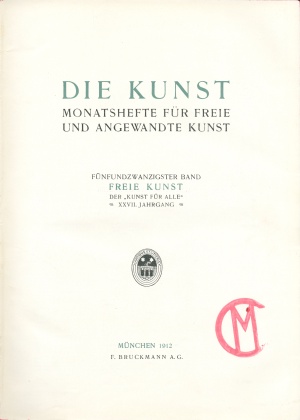 DIE KUNST
MONATSHEFTE FÜR FREIE
UND ANGEWANDTE KUNST
FÜNFUNDZWANZIGSTER BAND
FREIE KUNST
DER „KUNST FÜR ALLE“
XXVII. JAHRGANG
MÜNCHEN 1912
F. BRUCKMANN A.G.